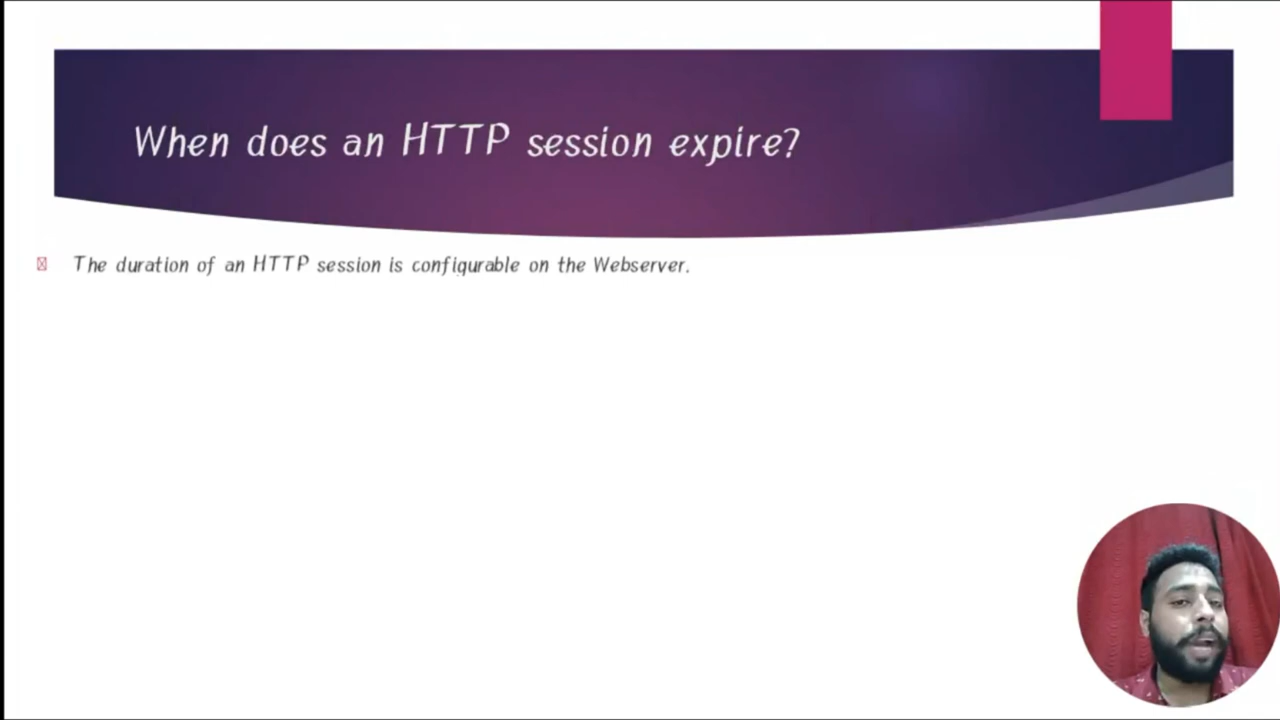 When does an HTTP session expire?
The duration of an HTTP session is configurable on the Webserver.